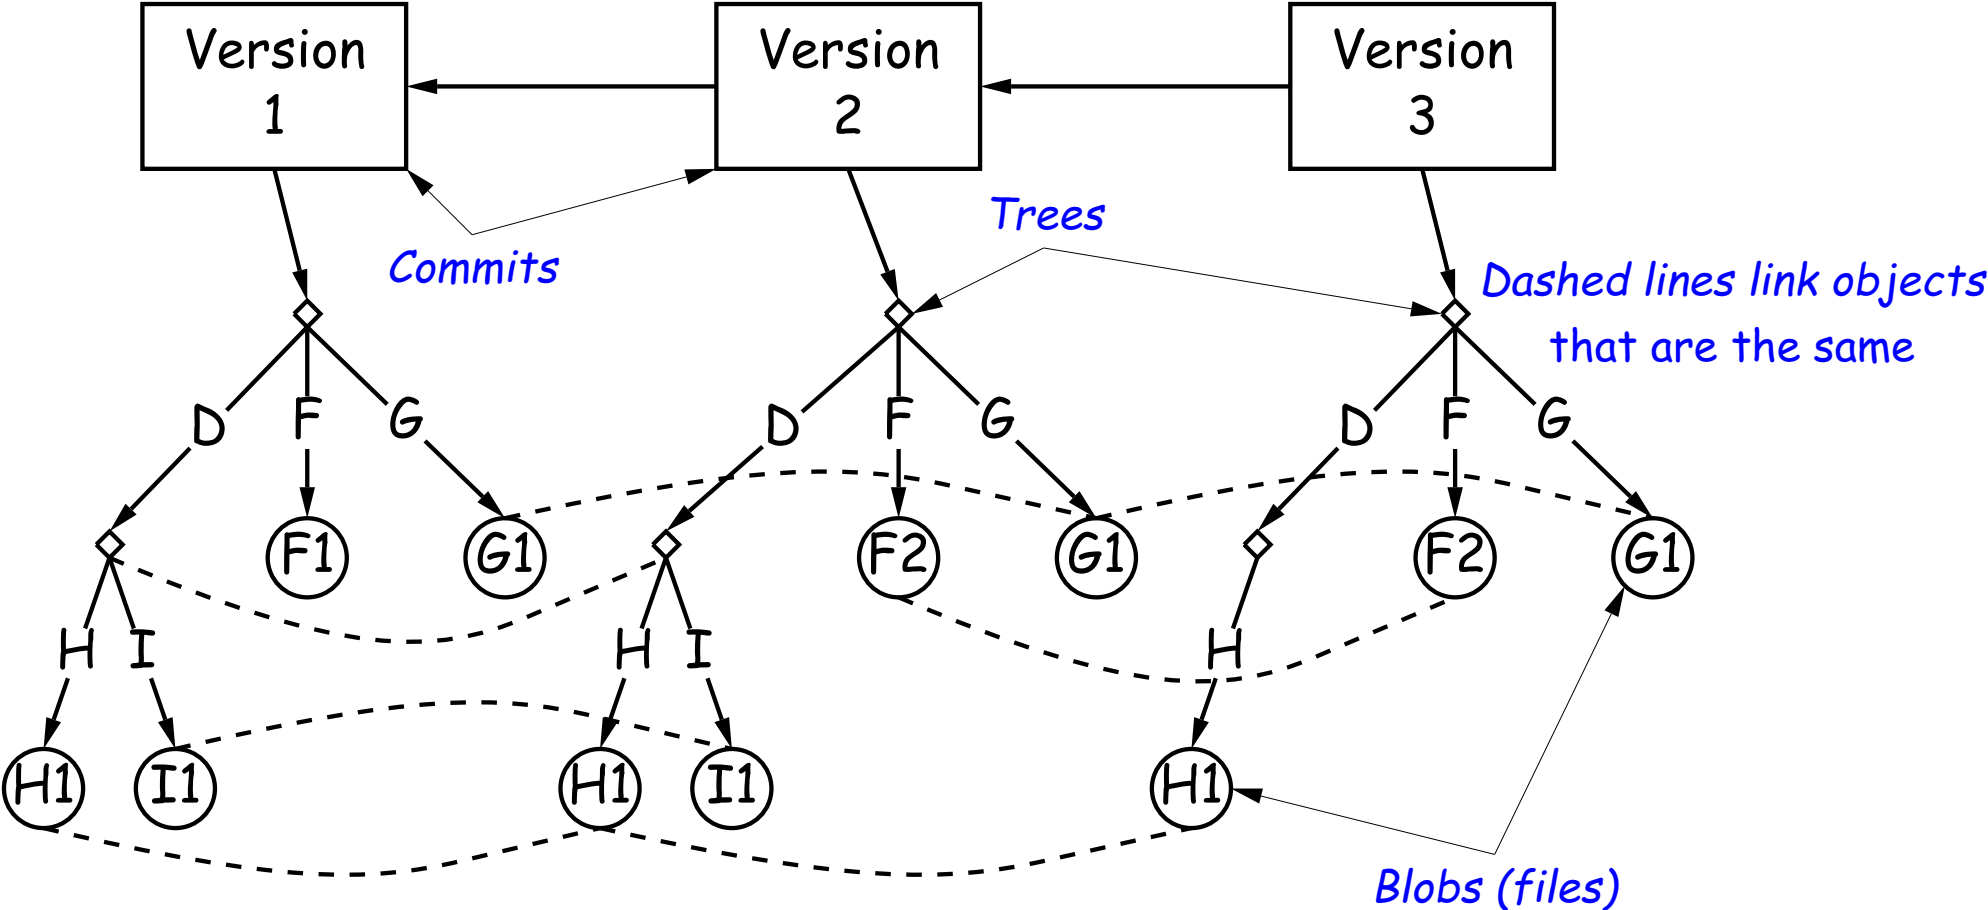 Version
1
Version
2
Version
3
Commits
Trees
Dashed lines link objects
that are the same
D
F
G
D
F
G
D
F
G
F1
G1
F2
G1
F2
G1
H
I
H
I
H
H1
I1
H1
I1
H1
Blobs (files)